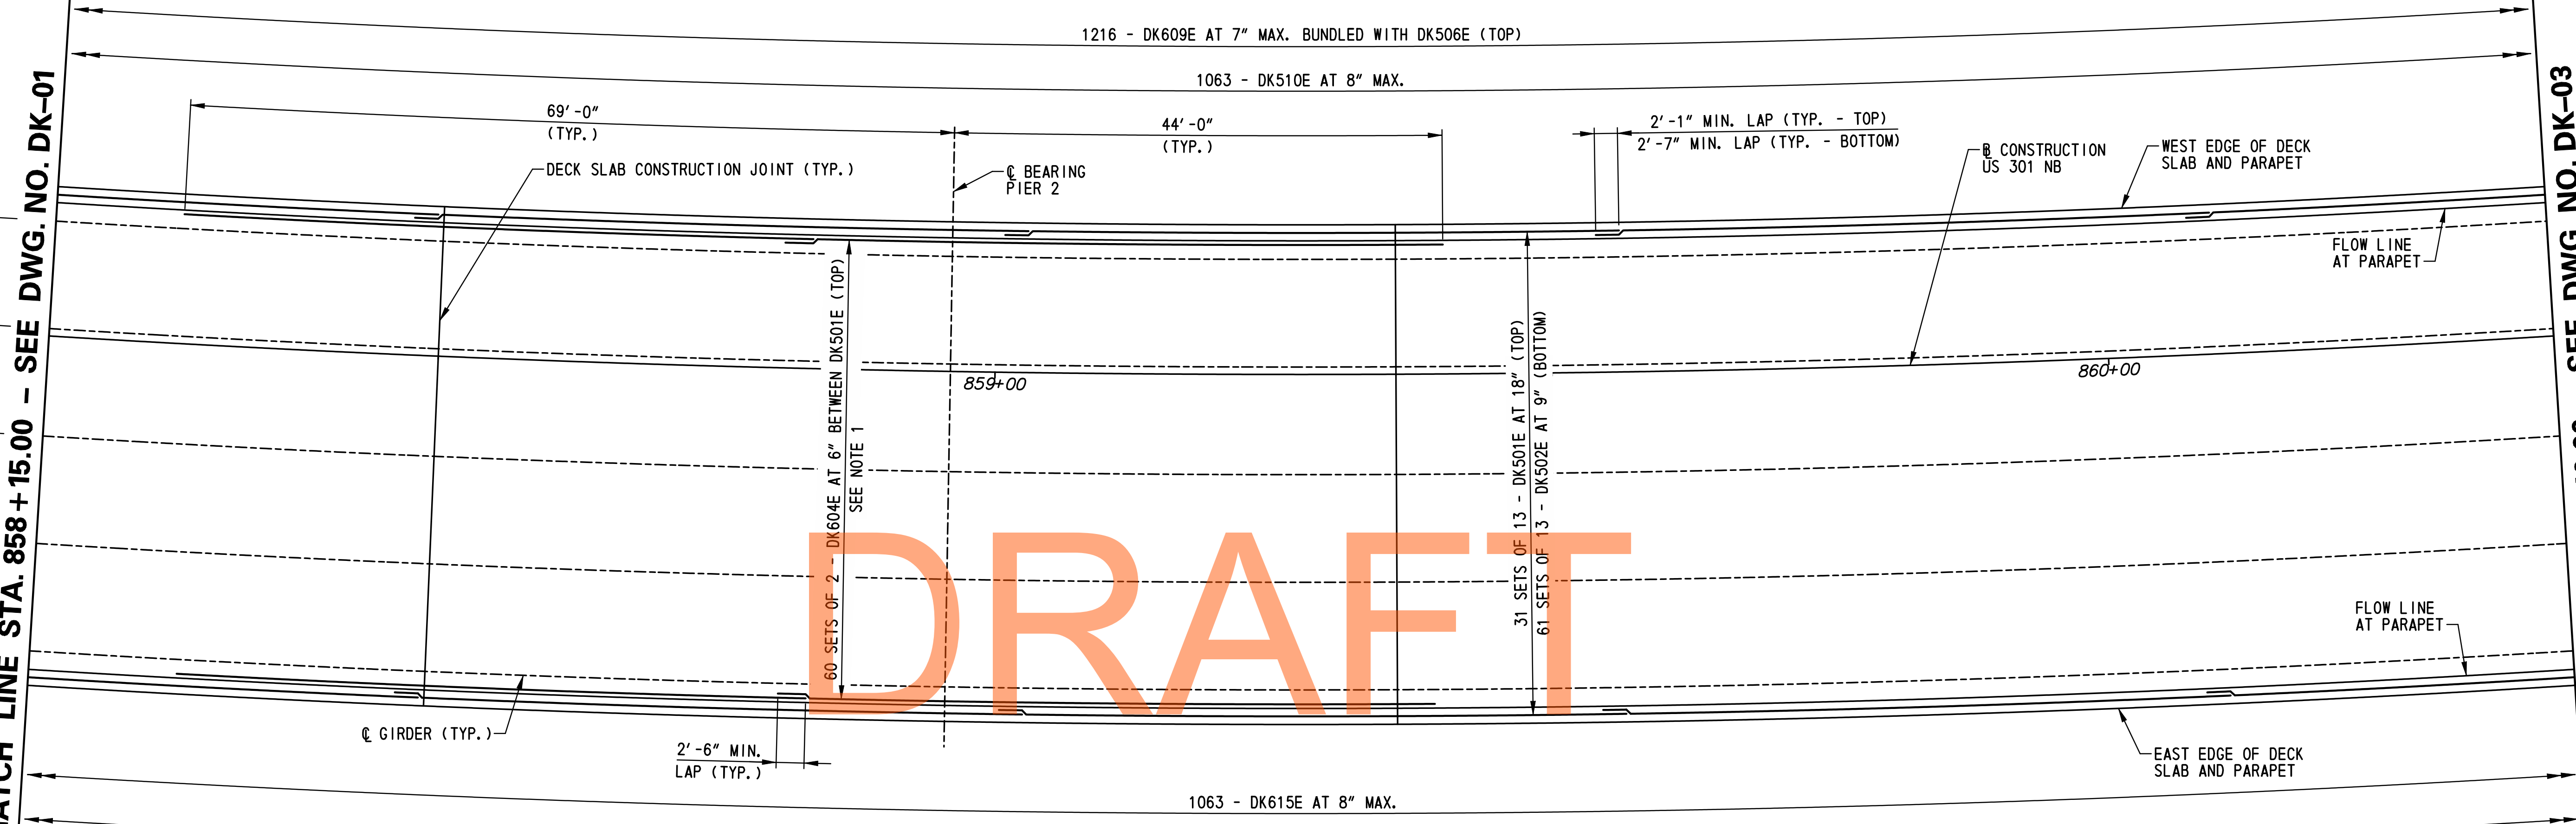 1216 - DK609E AT 7" MAX. BUNDLED WITH DK506E (TOP)
1063 - DK510E AT 8" MAX.
69'-0"
(TYP.)
44'-0"
(TYP.)
2'-1" MIN. LAP (TYP. - TOP)
2'-7" MIN. LAP (TYP. - BOTTOM)
DECK SLAB CONSTRUCTION JOINT (TYP.)
℄ BEARING
PIER 2
B CONSTRUCTION
US 301 NB
WEST EDGE OF DECK
SLAB AND PARAPET
FLOW LINE
AT PARAPET
MATCH LINE STA. 858+15.00 - SEE DWG. NO. DK-01
SEE DWG. NO. DK-03
859+00
860+00
60 SETS OF 2 - DK604E AT 6" BETWEEN DK501E (TOP)
SEE NOTE 1
31 SETS OF 13 - DK501E AT 18" (TOP)
61 SETS OF 13 - DK502E AT 9" (BOTTOM)
DRAFT
FLOW LINE
AT PARAPET
℄ GIRDER (TYP.)
2'-6" MIN.
LAP (TYP.)
EAST EDGE OF DECK
SLAB AND PARAPET
1063 - DK615E AT 8" MAX.